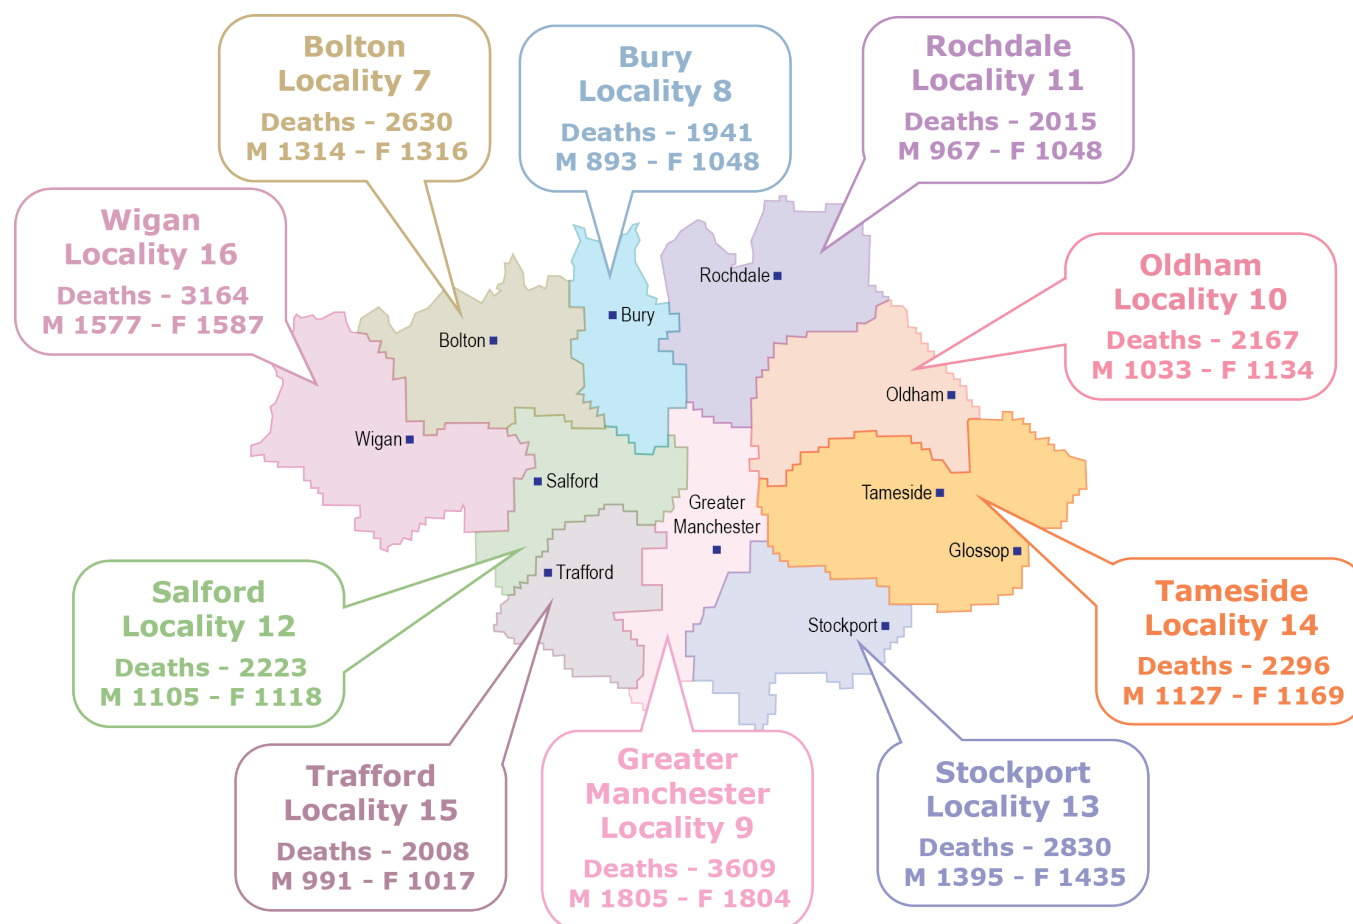 Bolton
Locality 7
Deaths - 2630
M 1314 - F 1316
Bury
Locality 8
Deaths - 1941
M 893 - F 1048
Rochdale
Locality 11
Deaths - 2015
M 967 - F 1048
Wigan
Locality 16
Deaths - 3164
M 1577 - F 1587
Oldham
Locality 10
Deaths - 2167
M 1033 - F 1134
Rochdale
Bury
Bolton
Oldham
Wigan
Salford
Tameside
Greater
Manchester
Glossop
Trafford
Stockport
Salford
Locality 12
Deaths - 2223
M 1105 - F 1118
Tameside
Locality 14
Deaths - 2296
M 1127 - F 1169
Trafford
Locality 15
Deaths - 2008
M 991 - F 1017
Greater
Manchester
Locality 9
Deaths - 3609
M 1805 - F 1804
Stockport
Locality 13
Deaths - 2830
M 1395 - F 1435